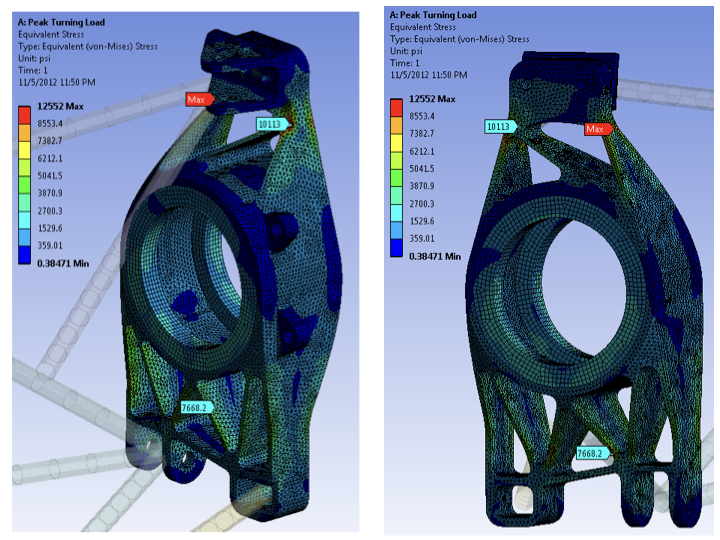 A: Peak Turning Load
Equivalent Stress
Type: Equivalent (von-Mises) Stress
Unit: psi
Time: 1
11/5/2012 11:50 PM
12552 Max
8553.4
7382.7
6212.1
5041.5
3870.9
2700.3
1529.6
359.01
0.38471 Min
Max
10113
7668.2
A: Peak Turning Load
Equivalent Stress
Type: Equivalent (von-Mises) Stress
Unit: psi
Time: 1
11/5/2012 11:50 PM
12552 Max
8553.4
7382.7
6212.1
5041.5
3870.9
2700.3
1529.6
359.01
0.38471 Min
10113
Max
7668.2